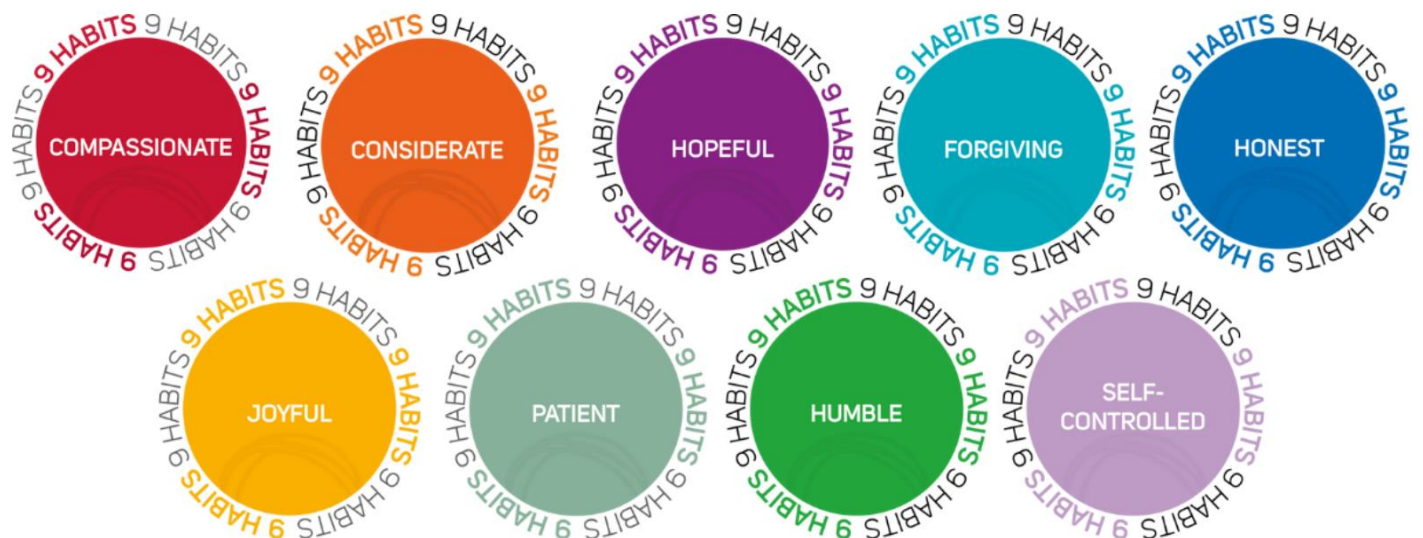 9 HABITS 9 HABITS 9 HABITS 9 HABITS 9 HABITS 9 HABITS
COMPASSIONATE
9 HABITS 9 HABITS 9 HABITS 9 HABITS 9 HABITS 9 HABITS
CONSIDERATE
9 HABITS 9 HABITS 9 HABITS 9 HABITS 9 HABITS 9 HABITS
HOPEFUL
9 HABITS 9 HABITS 9 HABITS 9 HABITS 9 HABITS 9 HABITS
FORGIVING
9 HABITS 9 HABITS 9 HABITS 9 HABITS 9 HABITS 9 HABITS
HONEST
9 HABITS 9 HABITS 9 HABITS 9 HABITS 9 HABITS 9 HABITS
JOYFUL
9 HABITS 9 HABITS 9 HABITS 9 HABITS 9 HABITS 9 HABITS
PATIENT
9 HABITS 9 HABITS 9 HABITS 9 HABITS 9 HABITS 9 HABITS
HUMBLE
9 HABITS 9 HABITS 9 HABITS 9 HABITS 9 HABITS 9 HABITS
SELF-
CONTROLLED